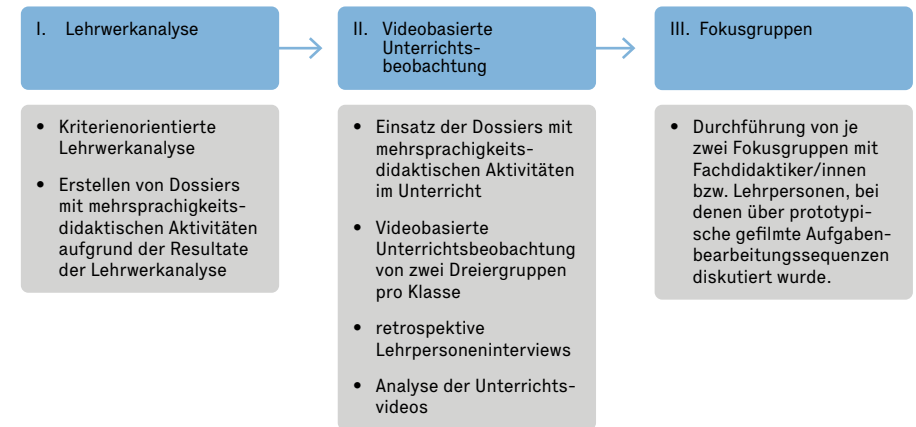 I. Lehrwerkanalyse
II. Videobasierte
Unterrichts-
beobachtung
III. Fokusgruppen
• Kriterienorientierte
Lehrwerkanalyse
• Erstellen von Dossiers
mit mehrsprachigkeits-
didaktischen Aktivitäten
aufgrund der Resultate
der Lehrwerkanalyse
• Einsatz der Dossiers mit
mehrsprachigkeits-
didaktischen Aktivitäten
im Unterricht
• Videobasierte
Unterrichtsbeobachtung
von zwei Dreiergruppen
pro Klasse
• retrospektive
Lehrpersoneninterviews
• Analyse der Unterrichts-
videos
• Durchführung von je
zwei Fokusgruppen mit
Fachdidaktiker/innen
bzw. Lehrpersonen, bei
denen über prototypi-
sche gefilmte Aufgaben-
bearbeitungssequenzen
diskutiert wurde.